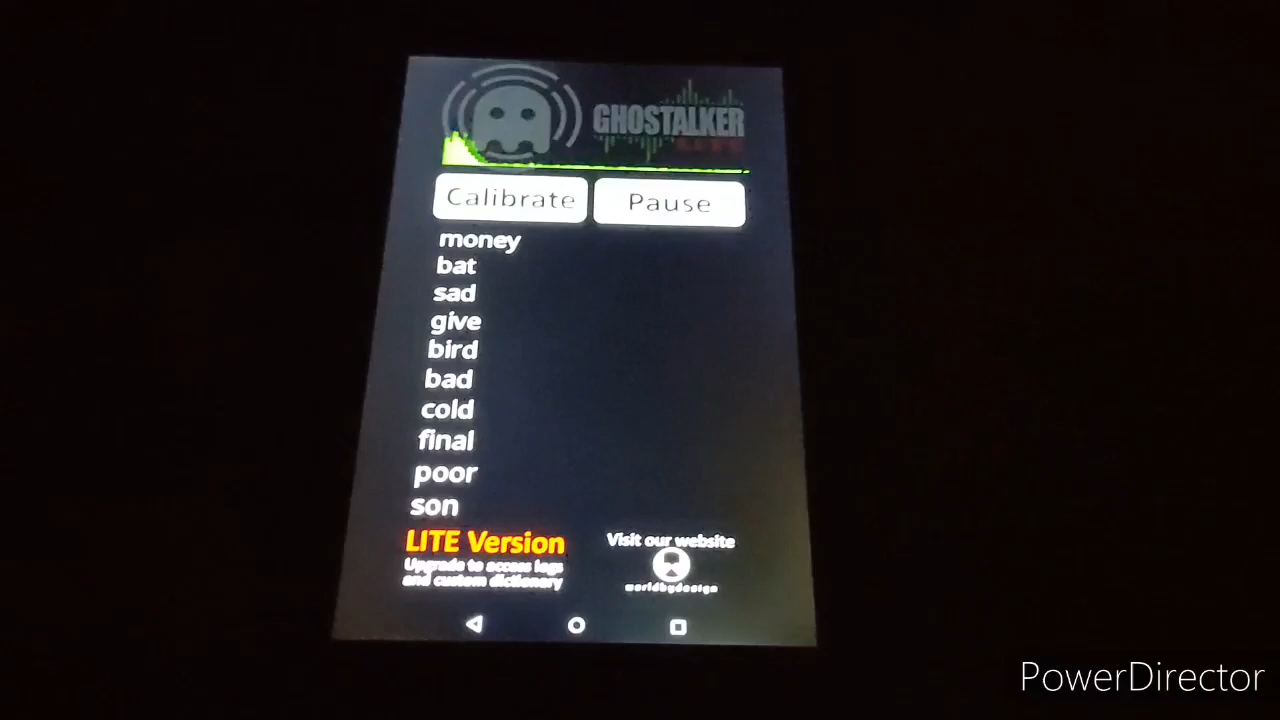 GHOSTALKER
LITE
Calibrate
Pause
money
bat
sad
give
bird
bad
cold
final
poor
son
LITE Version
Upgrade to access logs
and custom dictionary
Visit our website
worldbydesign
PowerDirector